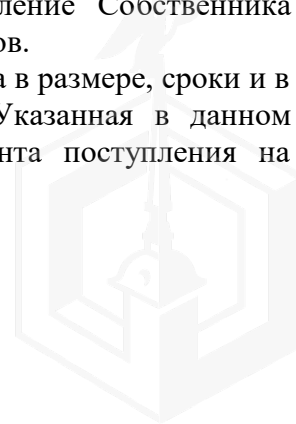 ление Собственника
ов.
а в размере, сроки и в
Указанная в данном
нта поступления на